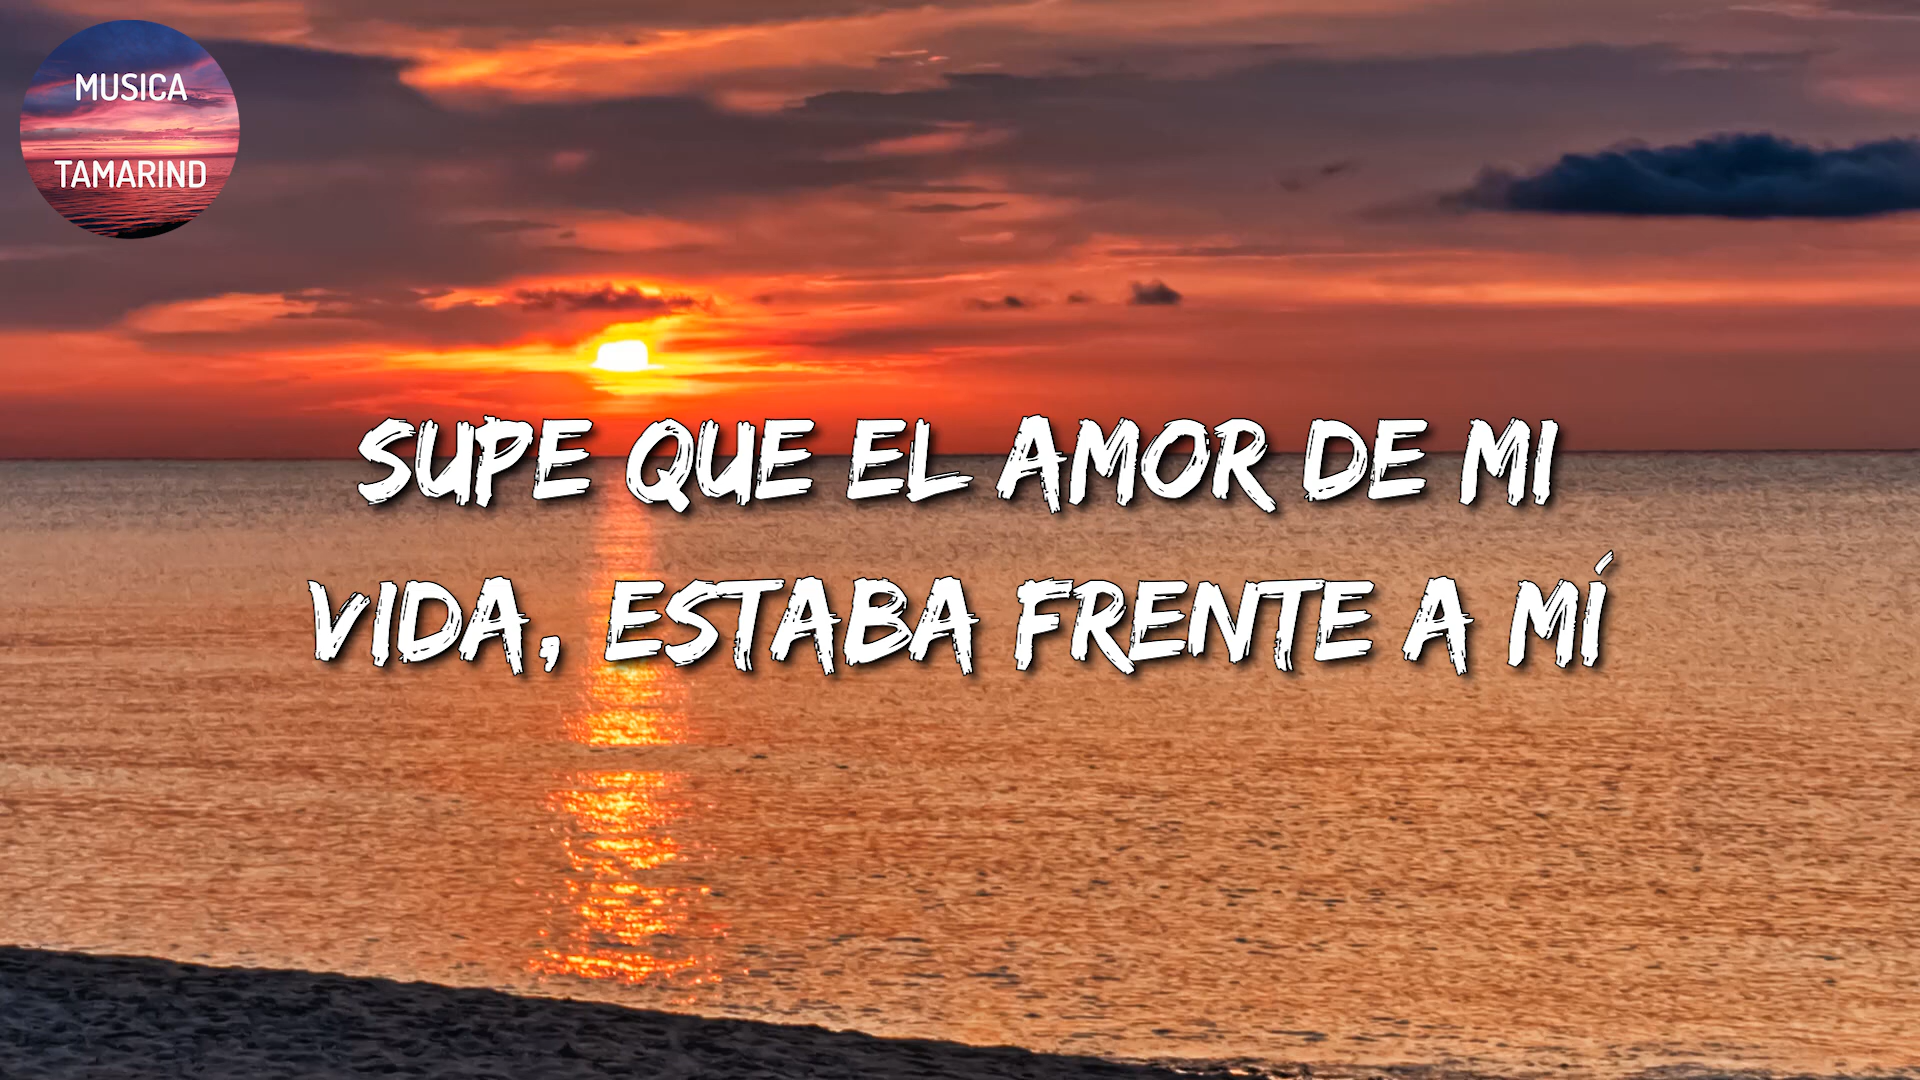 MUSICA
TAMARIND
SUPE QUE EL AMOR DE MI
VIDA, ESTABA FRENTE A MÍ